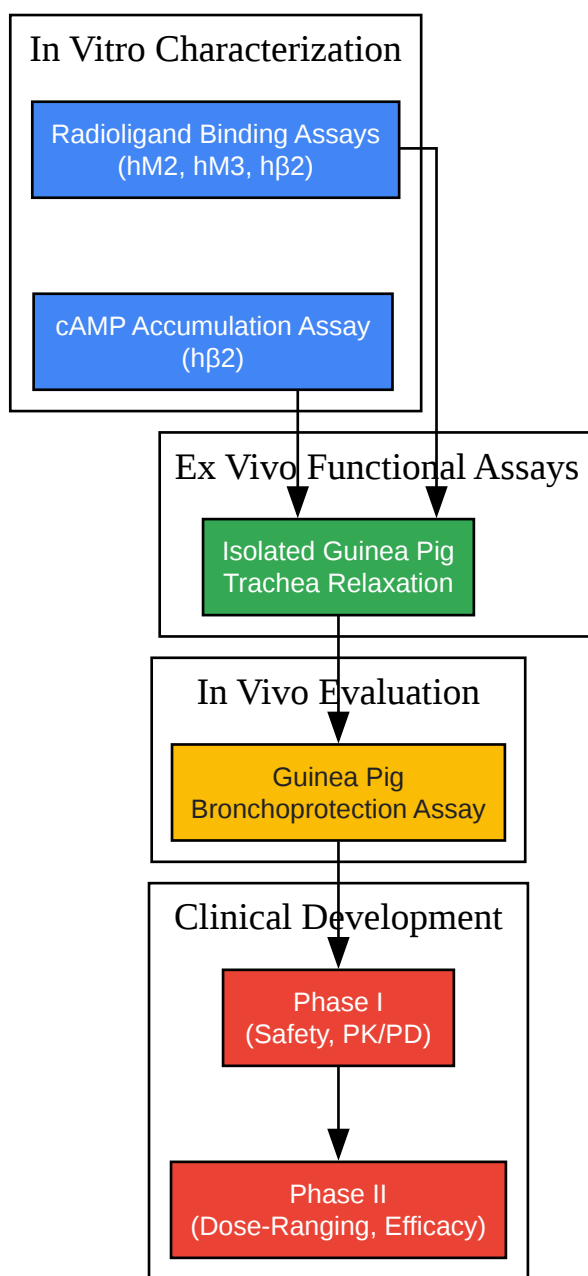 In Vitro Characterization
Radioligand Binding Assays
(hM2, hM3, hβ2)
cAMP Accumulation Assay
(hβ2)
Ex Vivo Functional Assays
Isolated Guinea Pig
Trachea Relaxation
In Vivo Evaluation
Guinea Pig
Bronchoprotection Assay
Clinical Development
Phase I
(Safety, PK/PD)
Phase II
(Dose-Ranging, Efficacy)